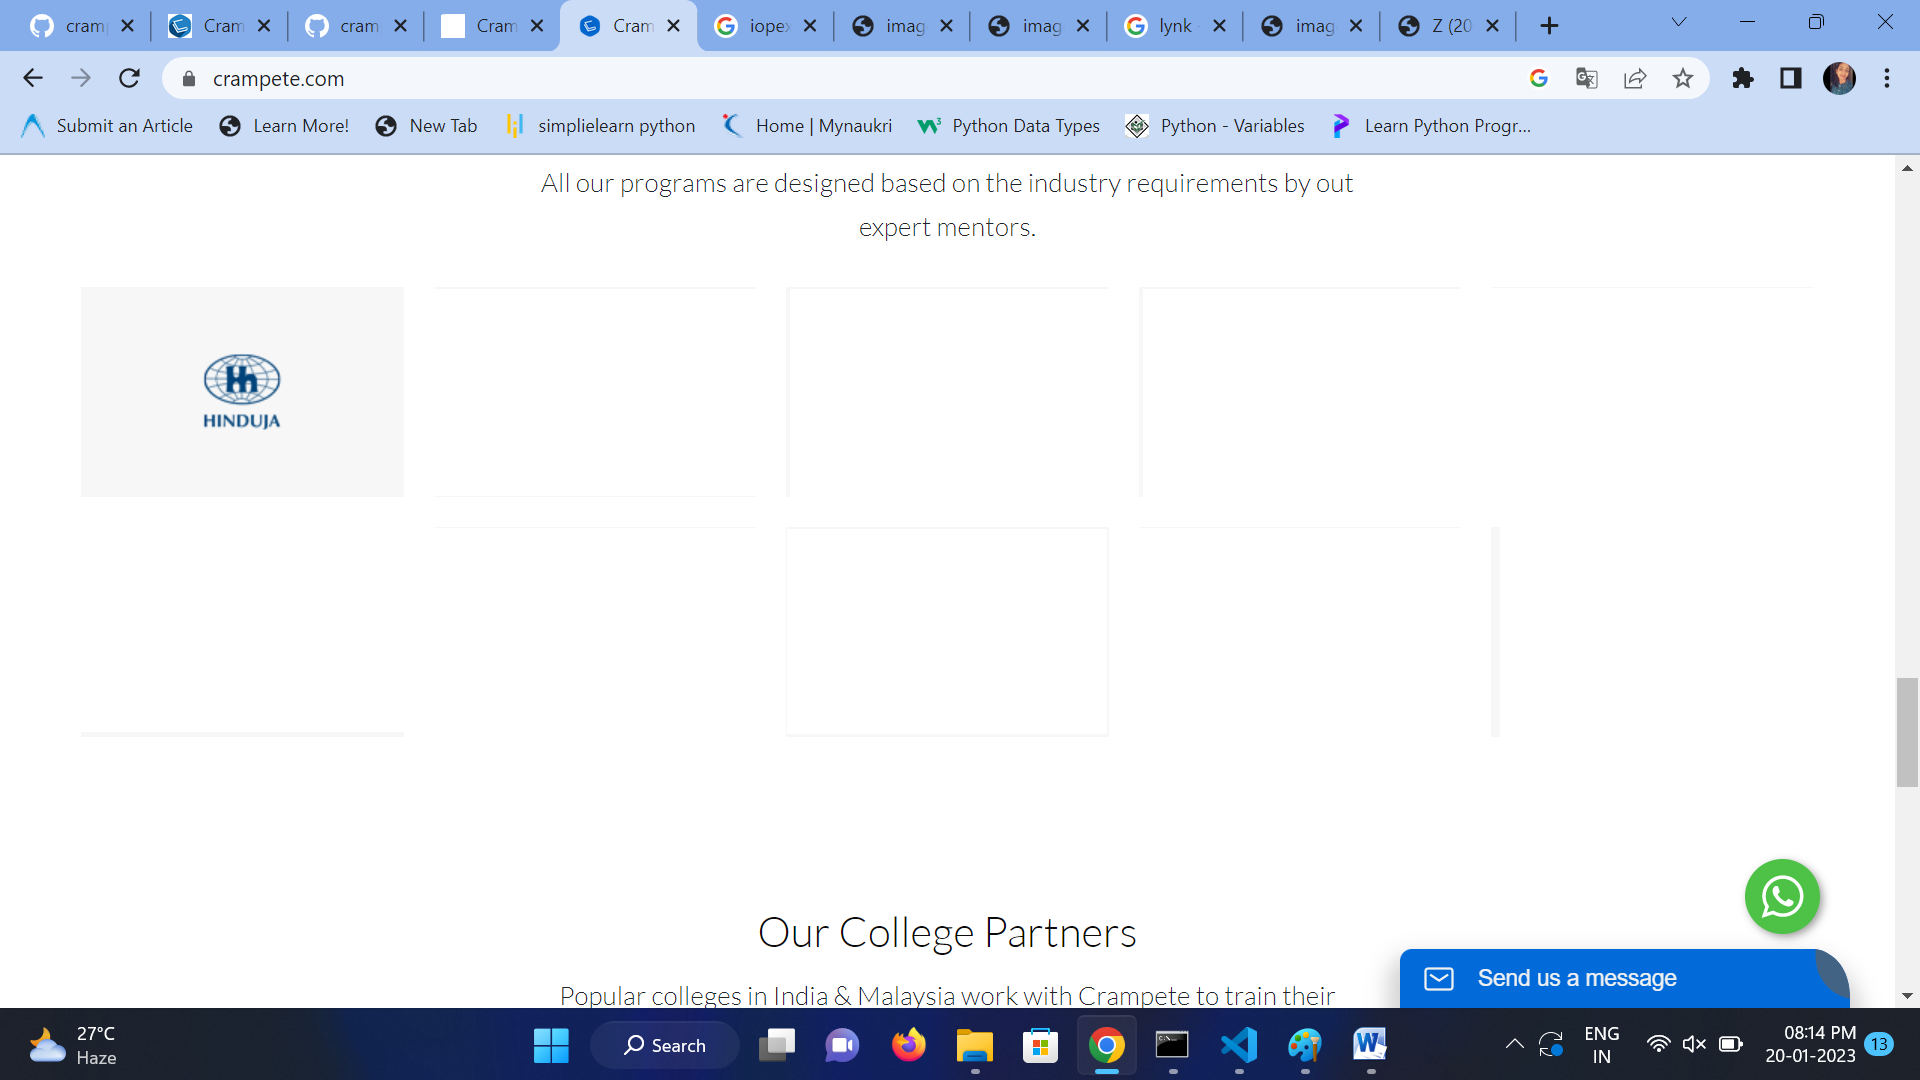 cram
Cram
cram
Cram
Cram
iopex
imag
imag
lynk
imag
Z (20
crampete.com
Submit an Article
Learn More!
New Tab
simplielearn python
Home | Mynaukri
Python Data Types
Python - Variables
Learn Python Progr...
All our programs are designed based on the industry requirements by out
expert mentors.
Hn
HINDUJA
Our College Partners
Popular colleges in India & Malaysia work with Crampete to train their
Send us a message
27°C
Haze
Search
ENG
IN
08:14 PM
20-01-2023
13